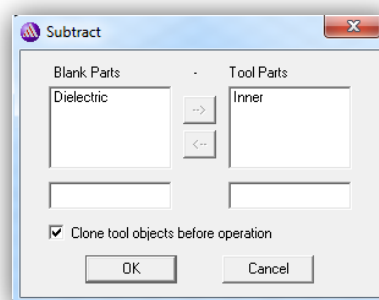 Subtract
Blank Parts - Tool Parts
Dielectric Inner
-->
<--
Clone tool objects before operation
OK Cancel